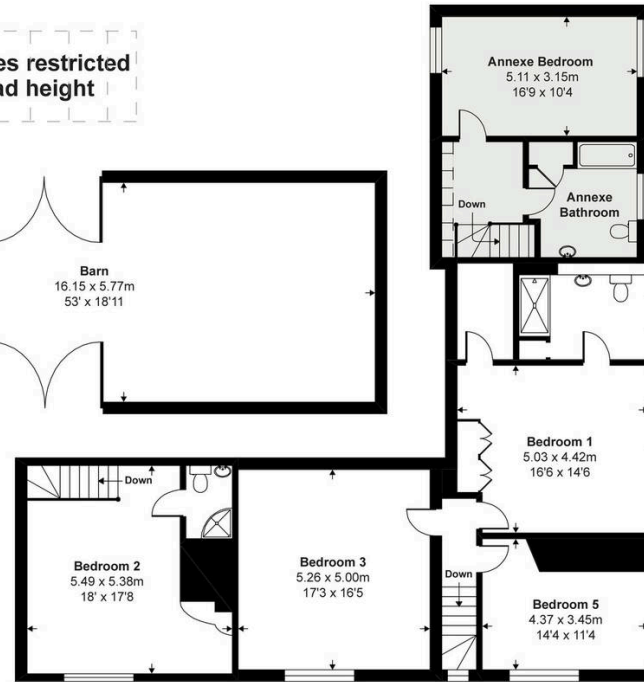 restricted
height
Annexe Bedroom
5.11 x 3.15m
16'9 x 10'4
Down
Annexe
Bathroom
Barn
16.15 x 5.77m
53' x 18'11
Bedroom 1
5.03 x 4.42m
16'6 x 14'6
Down
Bedroom 2
5.49 x 5.38m
18' x 17'8
Bedroom 3
5.26 x 5.00m
17'3 x 16'5
Down
Bedroom 5
4.37 x 3.45m
14'4 x 11'4